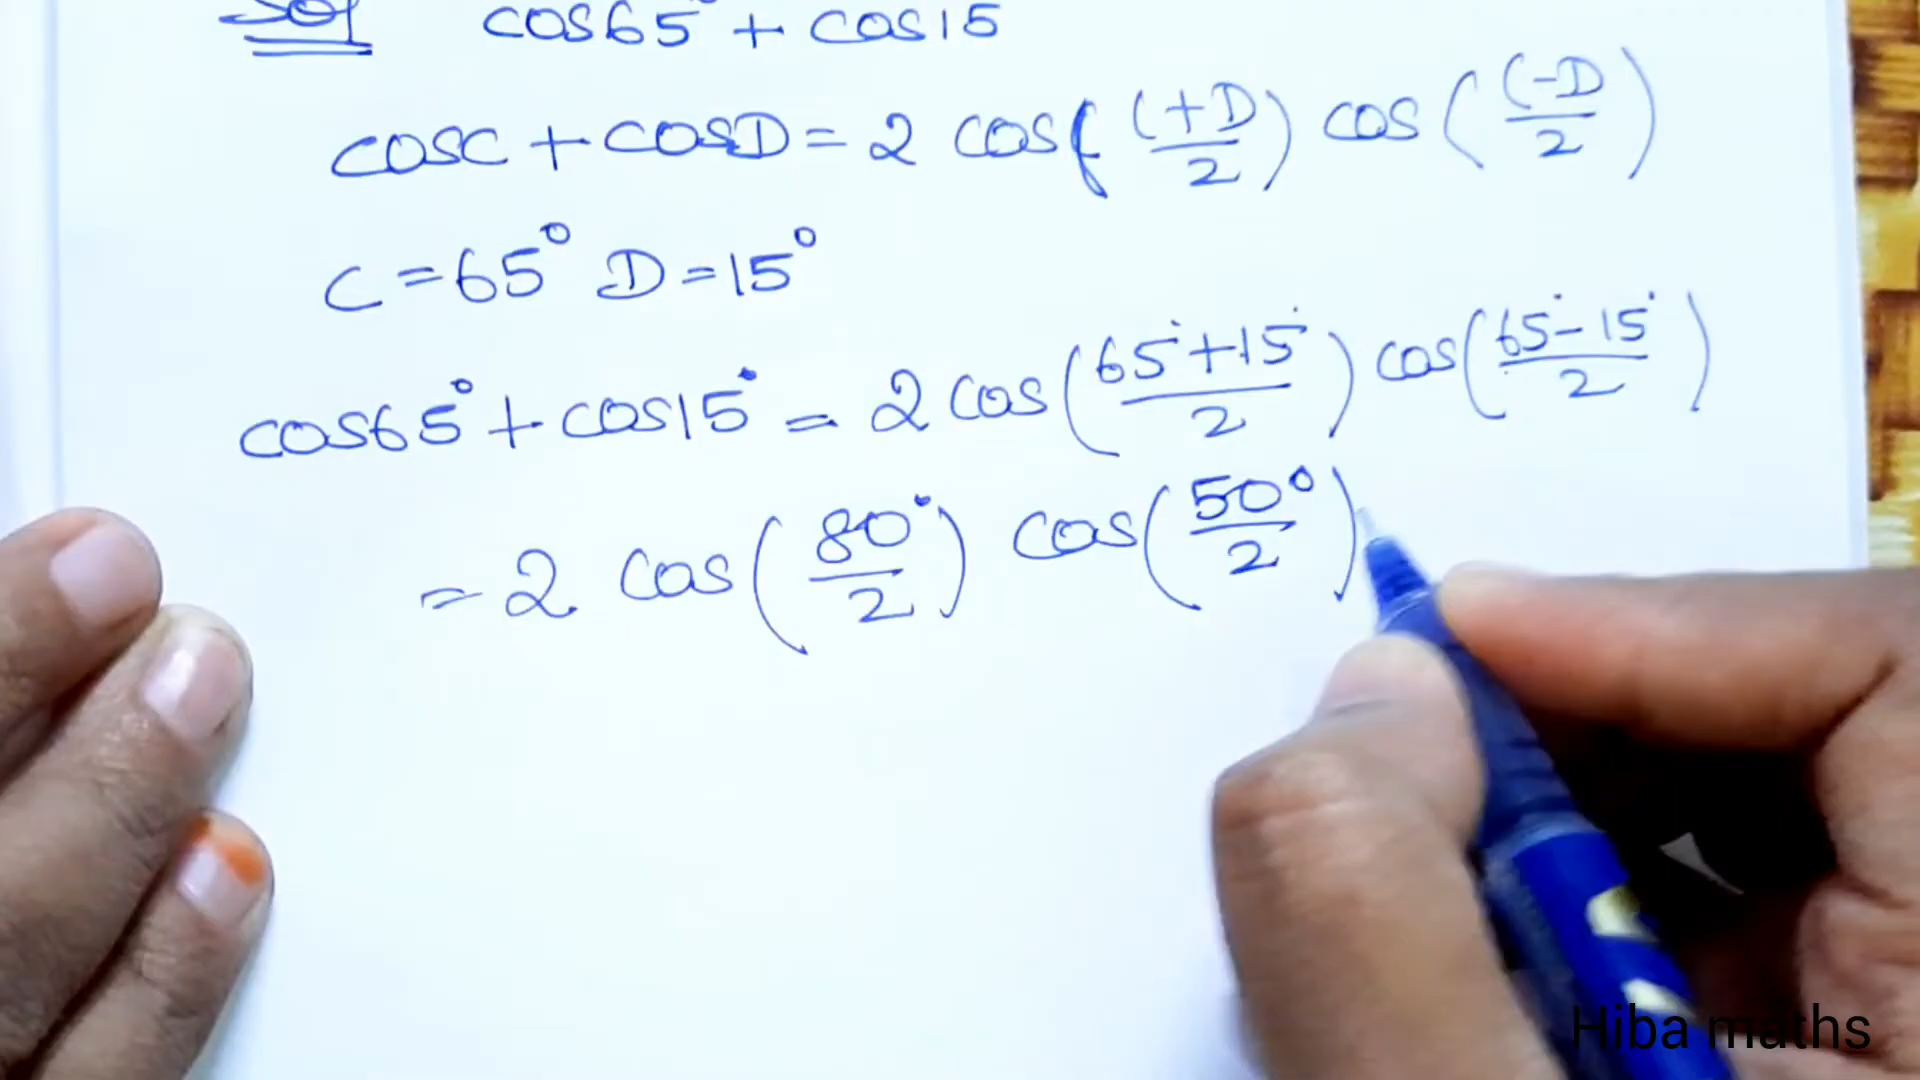 Sol cos65° + cos15
cosC + cosD = 2 cos((C+D)/2) cos((C-D)/2)
C = 65° D = 15°
cos65° + cos15° = 2 cos((65°+15°)/2) cos((65°-15°)/2)
= 2 cos(80°/2) cos(50°/2)
Hiba maths